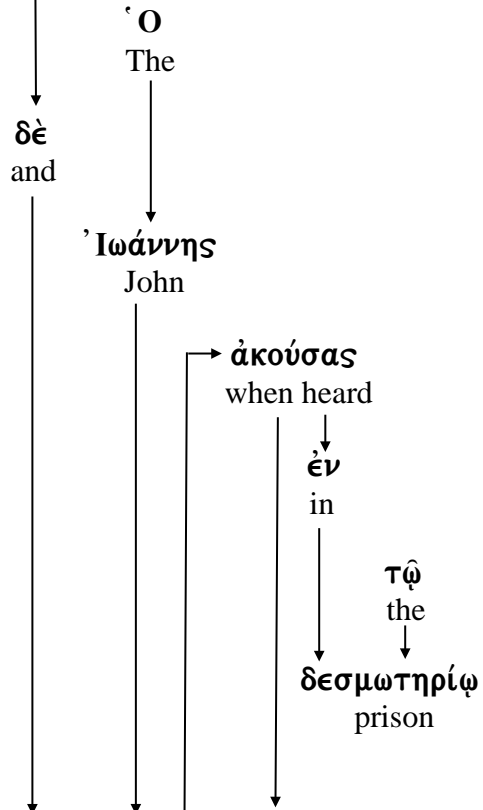 Ὁ
The
δὲ
and
Ἰωάννης
John
ἀκούσας
when heard
ἐν
in
τῷ
the
δεσμωτηρίῳ
prison